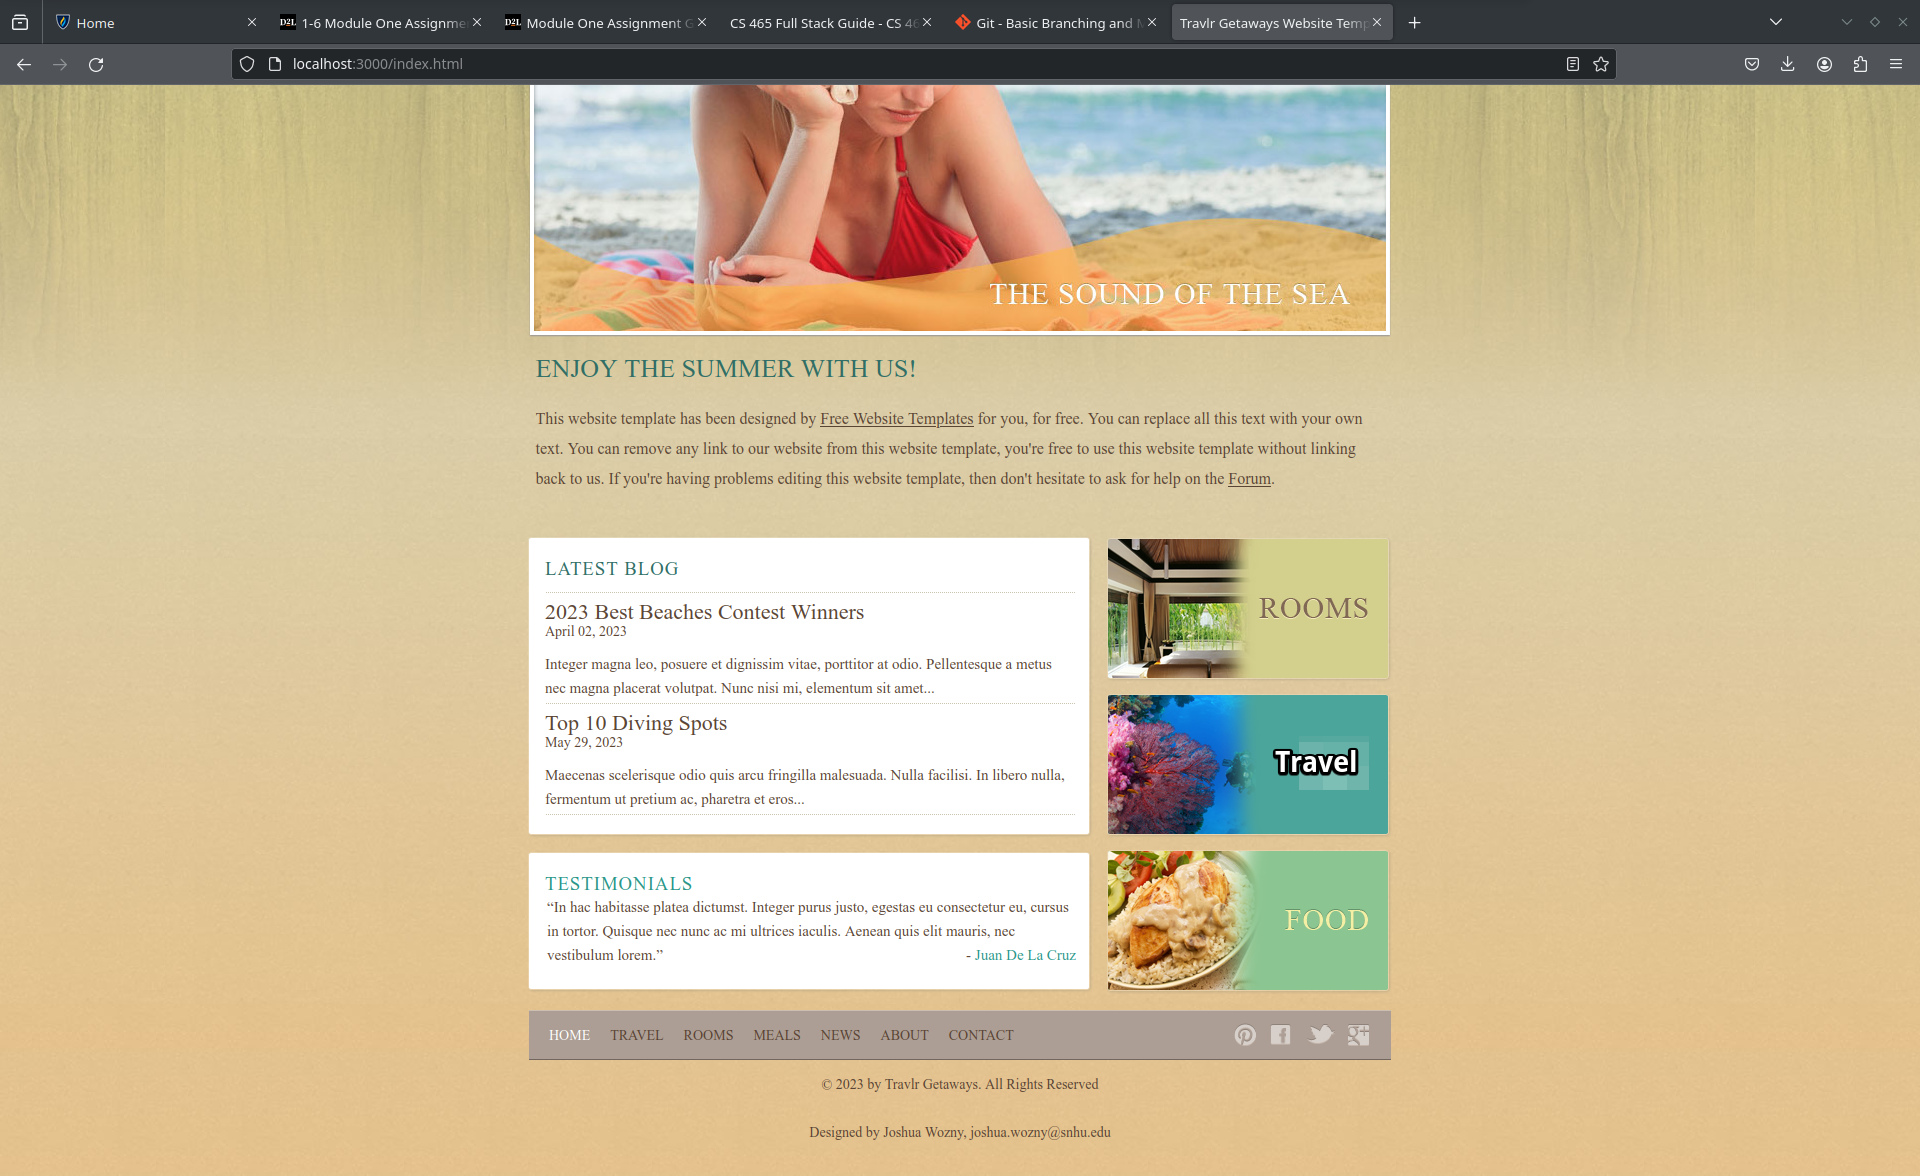 Home
1-6 Module One Assignme
Module One Assignment G
CS 465 Full Stack Guide - CS 46
Git - Basic Branching and M
Travlr Getaways Website Temp
localhost:3000/index.html
THE SOUND OF THE SEA
ENJOY THE SUMMER WITH US!
This website template has been designed by Free Website Templates for you, for free. You can replace all this text with your own
text. You can remove any link to our website from this website template, you're free to use this website template without linking
back to us. If you're having problems editing this website template, then don't hesitate to ask for help on the Forum.
LATEST BLOG
2023 Best Beaches Contest Winners
April 02, 2023
Integer magna leo, posuere et dignissim vitae, porttitor at odio. Pellentesque a metus
nec magna placerat volutpat. Nunc nisi mi, elementum sit amet...
Top 10 Diving Spots
May 29, 2023
Maecenas scelerisque odio quis arcu fringilla malesuada. Nulla facilisi. In libero nulla,
fermentum ut pretium ac, pharetra et eros...
TESTIMONIALS
“In hac habitasse platea dictumst. Integer purus justo, egestas eu consectetur eu, cursus
in tortor. Quisque nec nunc ac mi ultrices iaculis. Aenean quis elit mauris, nec
vestibulum lorem.”
- Juan De La Cruz
ROOMS
Travel
FOOD
HOME TRAVEL ROOMS MEALS NEWS ABOUT CONTACT
© 2023 by Travlr Getaways. All Rights Reserved
Designed by Joshua Wozny, joshua.wozny@snhu.edu